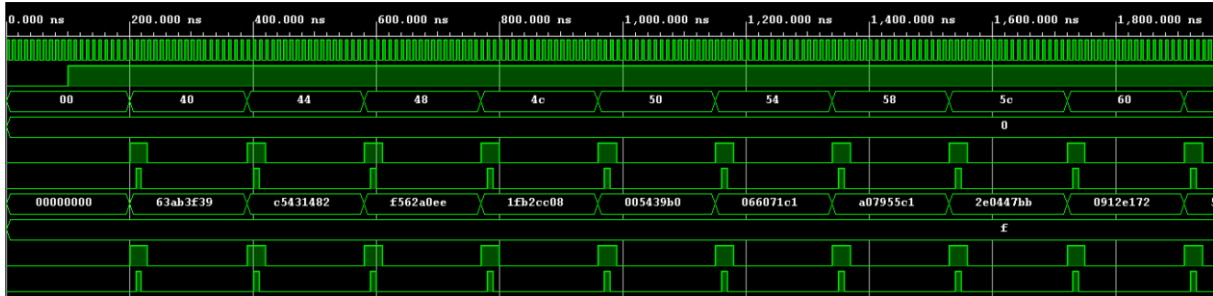 0.000 ns 200.000 ns 400.000 ns 600.000 ns 800.000 ns 1,000.000 ns 1,200.000 ns 1,400.000 ns 1,600.000 ns 1,800.000 ns
00 40 44 48 4c 50 54 58 5c 60
0
00000000 63ab3f39 c5431482 f562a0ee 1fb2cc08 005439b0 066071c1 a07955c1 2e0447bb 0912e172
f